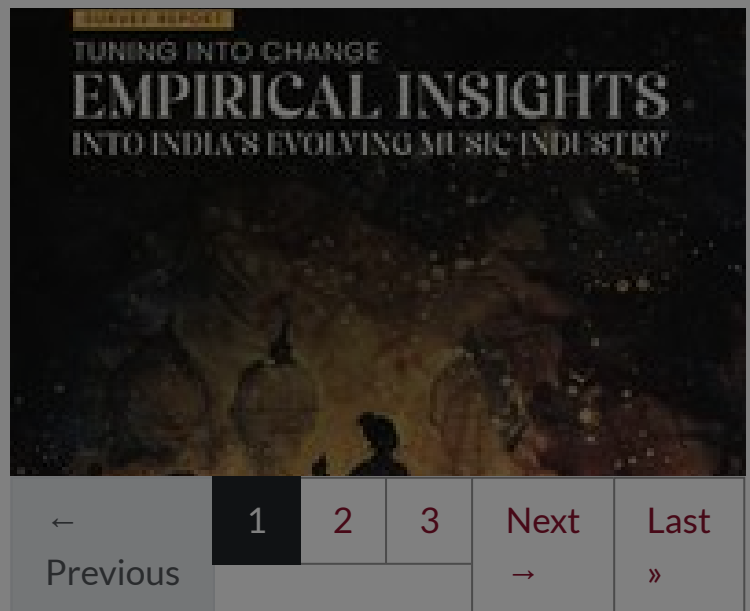 SURVEY REPORT
TUNING INTO CHANGE
EMPIRICAL INSIGHTS
INTO INDIA'S EVOLVING MUSIC INDUSTRY
← Previous
1
2
3
Next →
Last »